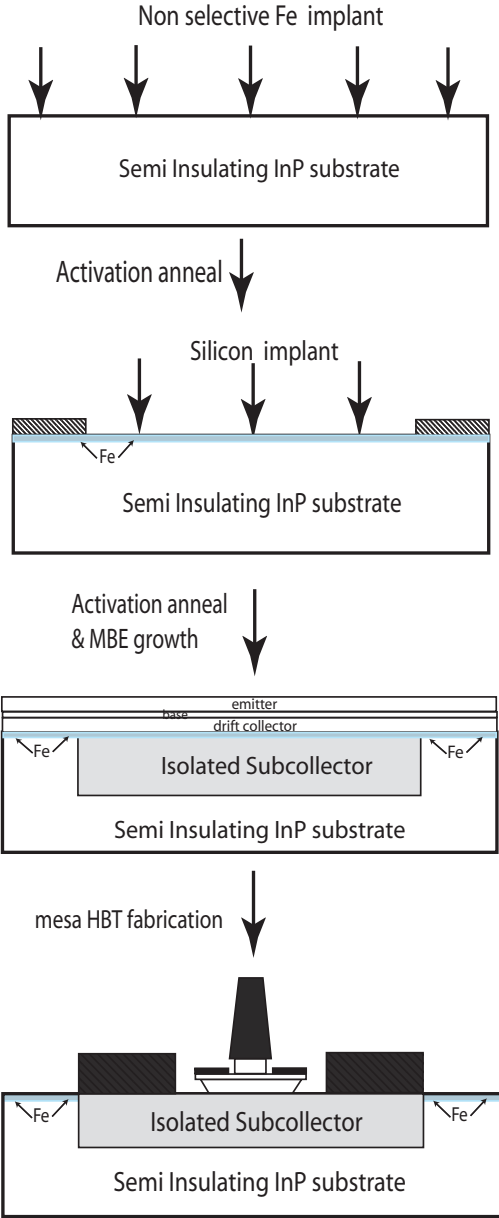 Non selective Fe implant
Semi Insulating InP substrate
Activation anneal
Silicon implant
Fe
Semi Insulating InP substrate
Activation anneal
& MBE growth
emitter
base
drift collector
Fe
Fe
Isolated Subcollector
Semi Insulating InP substrate
mesa HBT fabrication
Fe
Fe
Isolated Subcollector
Semi Insulating InP substrate